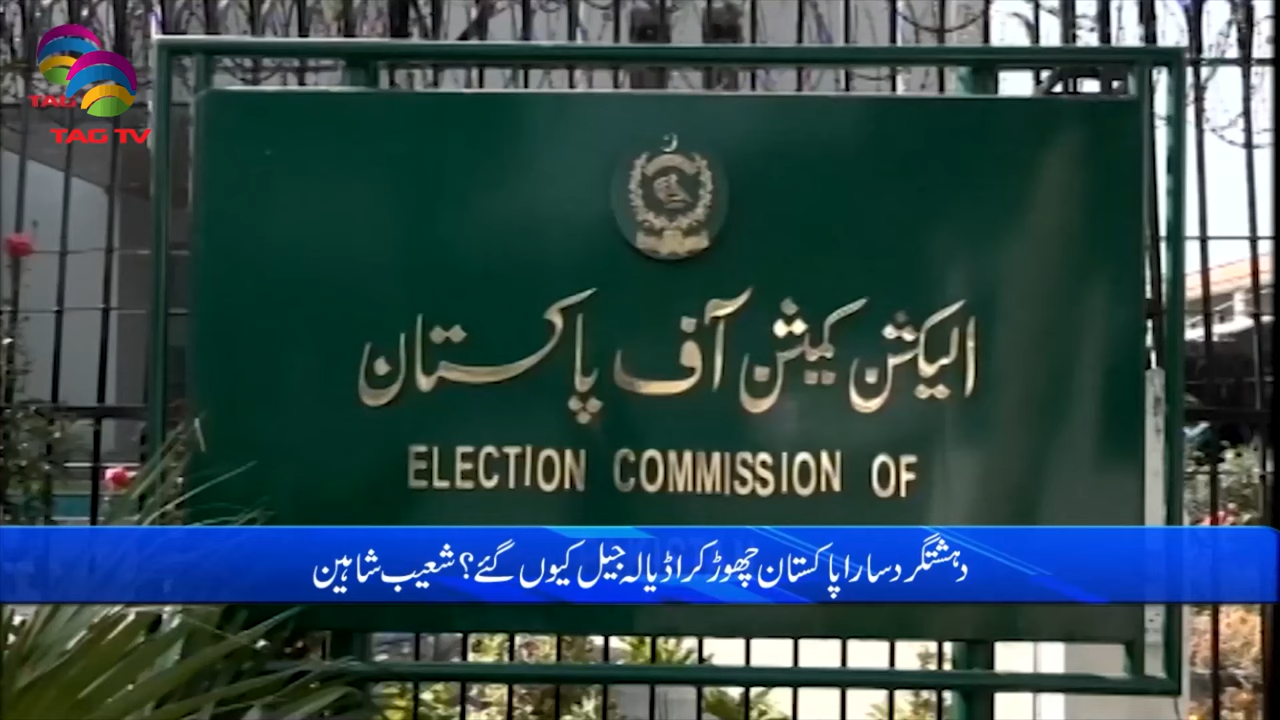 TAG
TAG TV
الیکشن کمیشن آف پاکستان
ELECTION COMMISSION OF
دہشتگرد سارا پاکستان چھوڑ کر اڈیالہ جیل کیوں گئے؟ شعیب شاہین